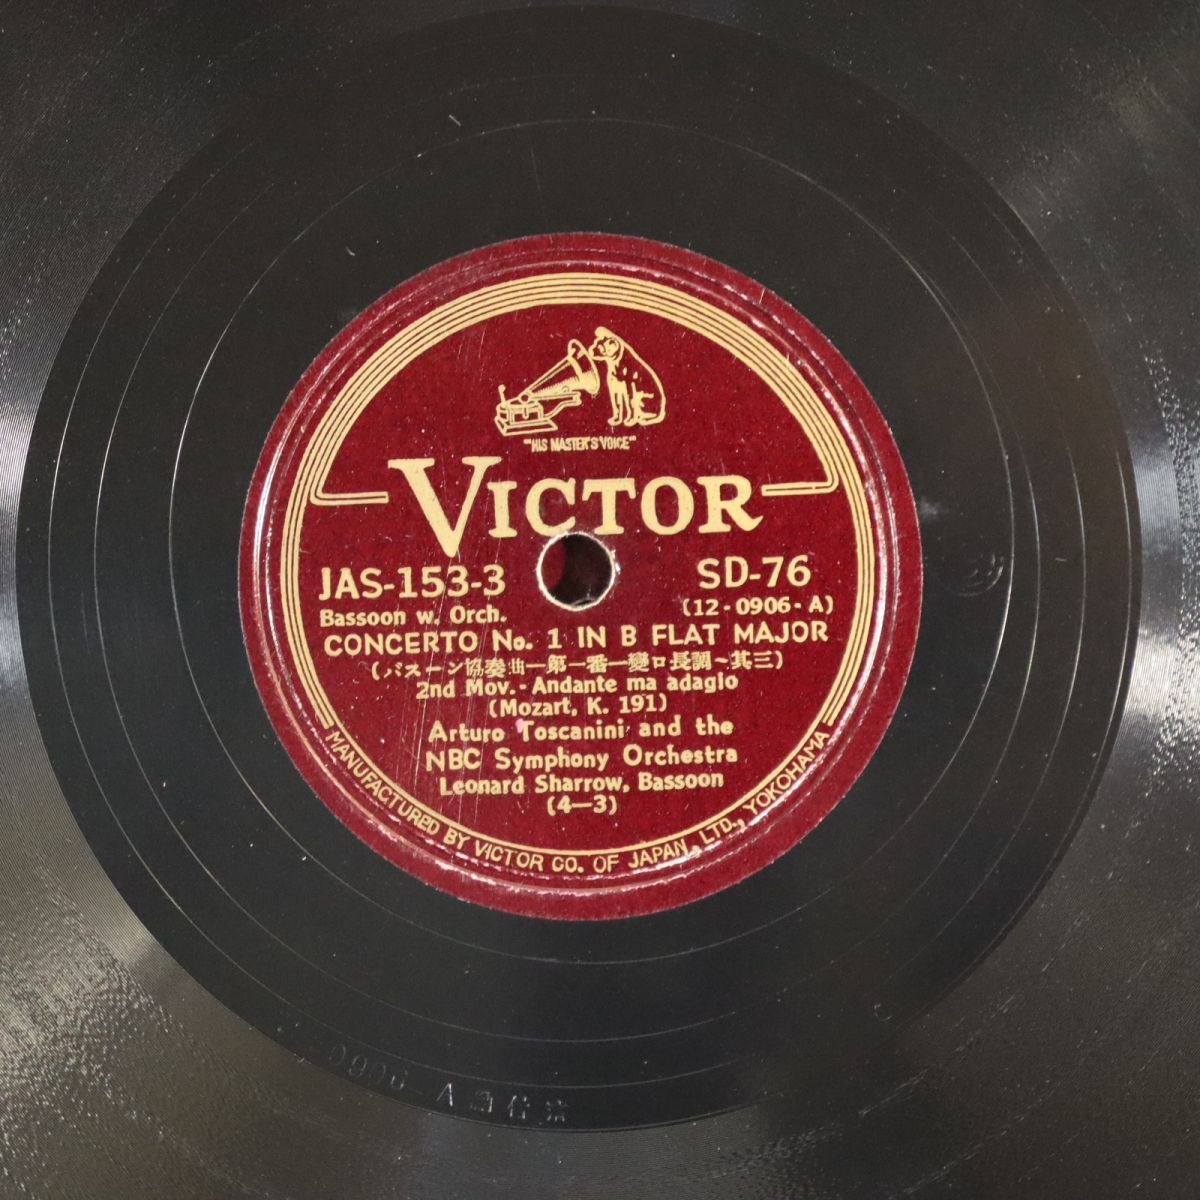 "HIS MASTER'S VOICE"
VICTOR
JAS-153-3 SD-76
Bassoon w. Orch. (12-0906-A)
CONCERTO No. 1 IN B FLAT MAJOR
(バスーン協奏曲—第一番—變ロ長調～其三)
2nd Mov.-Andante ma adagio
(Mozart, K. 191)
Arturo Toscanini and the
NBC Symphony Orchestra
Leonard Sharrow, Bassoon
(4—3)
MANUFACTURED BY VICTOR CO. OF JAPAN, LTD., YOKOHAMA
0906 A